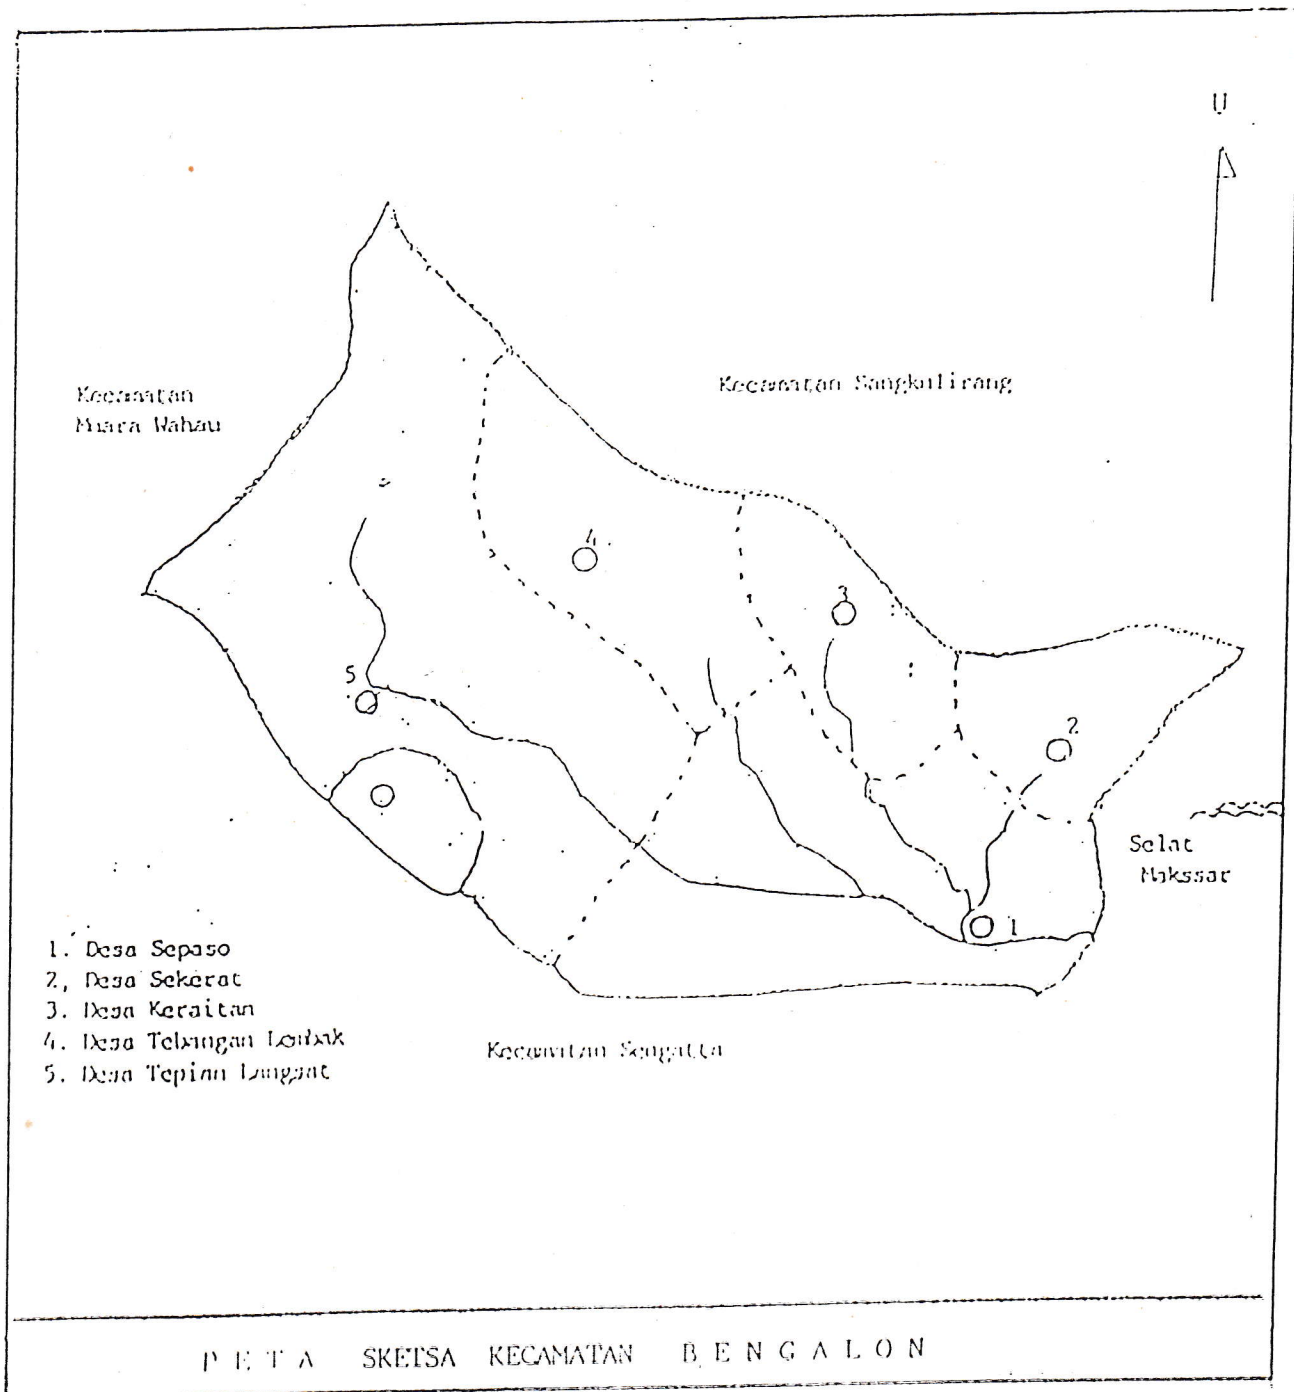 U
Kecamatan
Muara Wahau
Kecamatan Sangkulirang
4
3
5
2
Selat
Makssar
1
1. Desa Sepaso
2, Desa Sekerat
3. Desa Keraitan
4. Desa Tebangan Lembak
5. Desa Tepian Langsat
Kecamatan Sengatta
PETA SKETSA KECAMATAN BENGALON